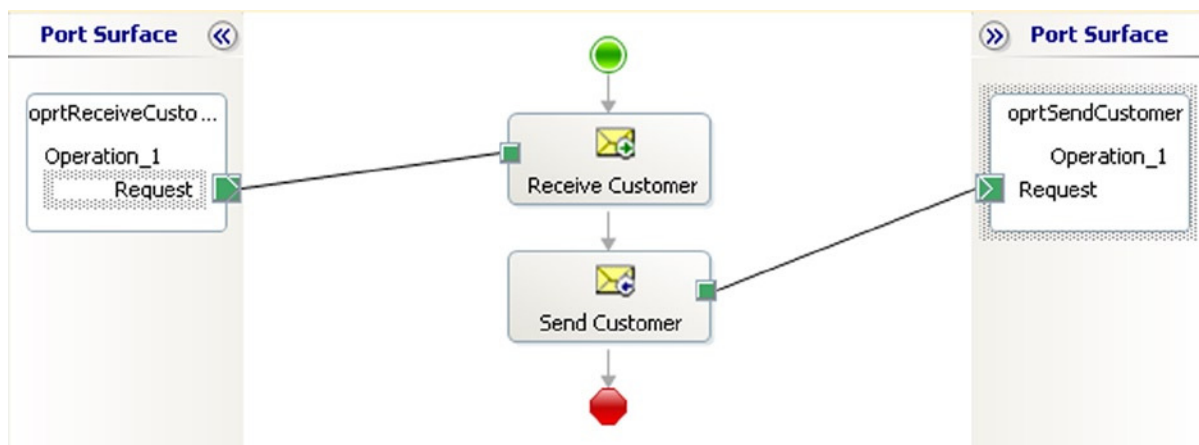 Port Surface
oprtReceiveCusto ...
Operation_1
Request
Receive Customer
Send Customer
Port Surface
oprtSendCustomer
Operation_1
Request